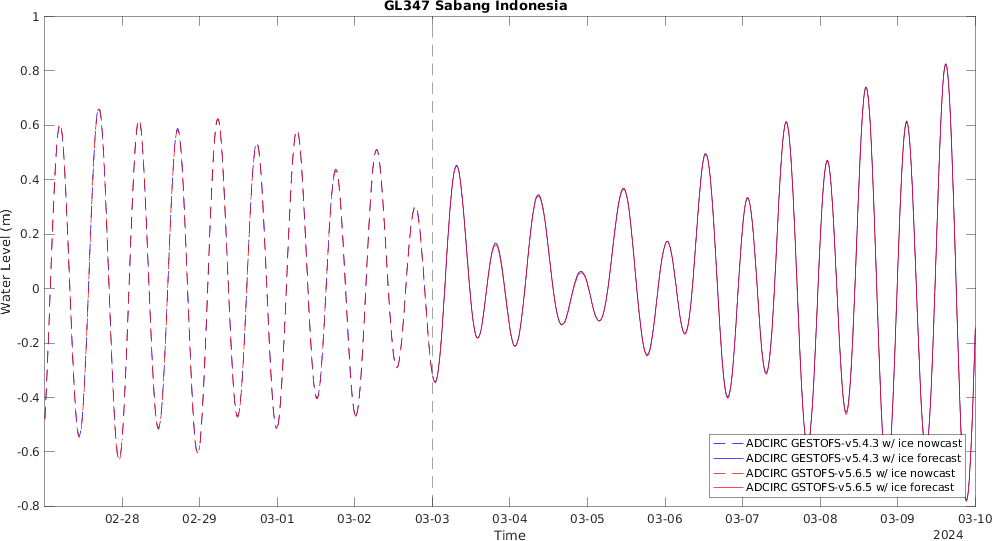 GL347 Sabang Indonesia
1
0.8
0.6
0.4
0.2
0
-0.2
-0.4
-0.6
-0.8
Water Level (m)
ADCIRC GESTOFS-v5.4.3 w/ ice nowcast
ADCIRC GESTOFS-v5.4.3 w/ ice forecast
ADCIRC GSTOFS-v5.6.5 w/ ice nowcast
ADCIRC GSTOFS-v5.6.5 w/ ice forecast
02-28 02-29 03-01 03-02 03-03 03-04 03-05 03-06 03-07 03-08 03-09 03-10
Time
2024